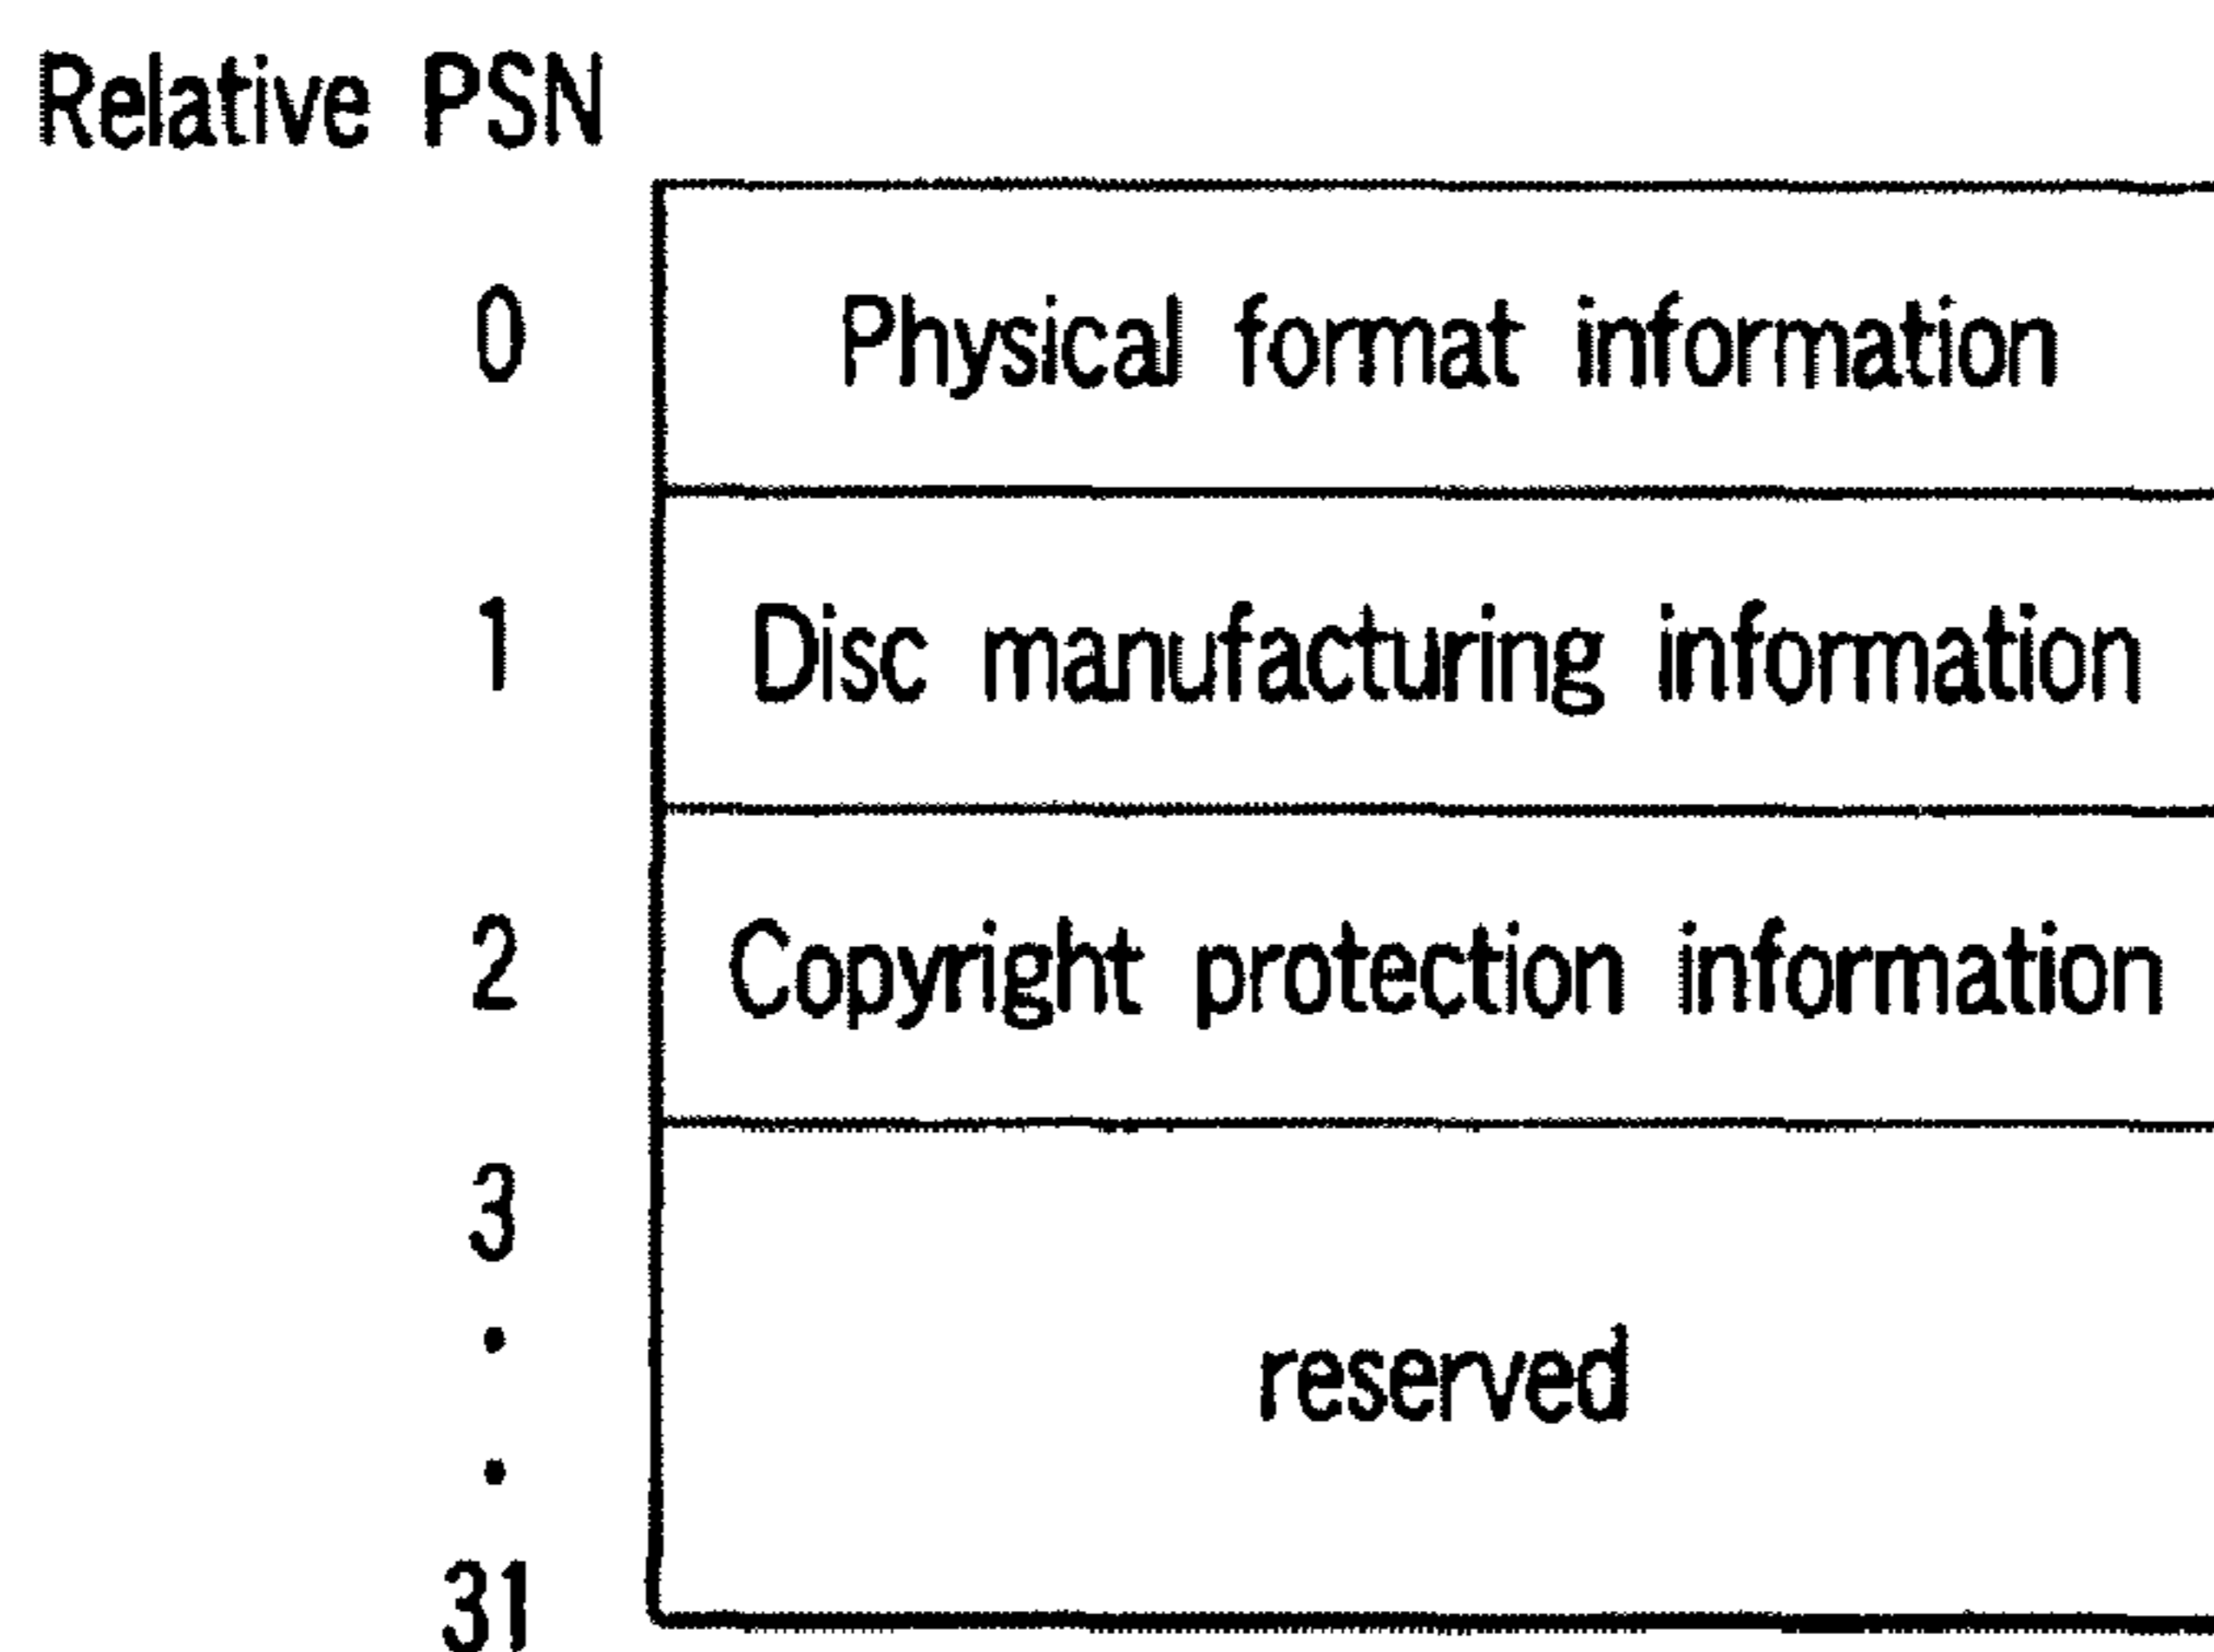 Relative PSN
0 Physical format information
1 Disc manufacturing information
2 Copyright protection information
3
reserved
31